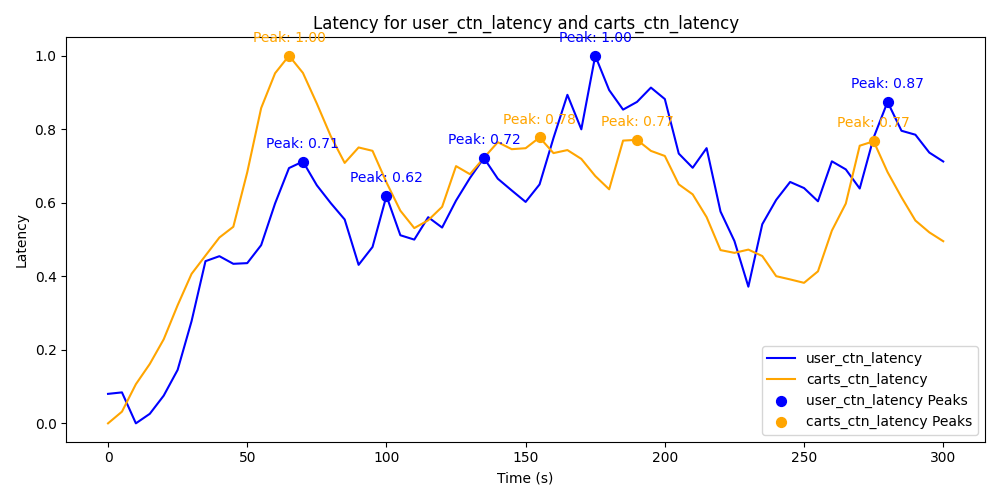 Latency for user_ctn_latency and carts_ctn_latency
Peak: 1.00
Peak: 1.00
Peak: 0.87
Peak: 0.78
Peak: 0.77
Peak: 0.77
Peak: 0.71
Peak: 0.72
Peak: 0.62
1.0
0.8
0.6
0.4
0.2
0.0
Latency
0
50
100
150
200
250
300
Time (s)
user_ctn_latency
carts_ctn_latency
user_ctn_latency Peaks
carts_ctn_latency Peaks